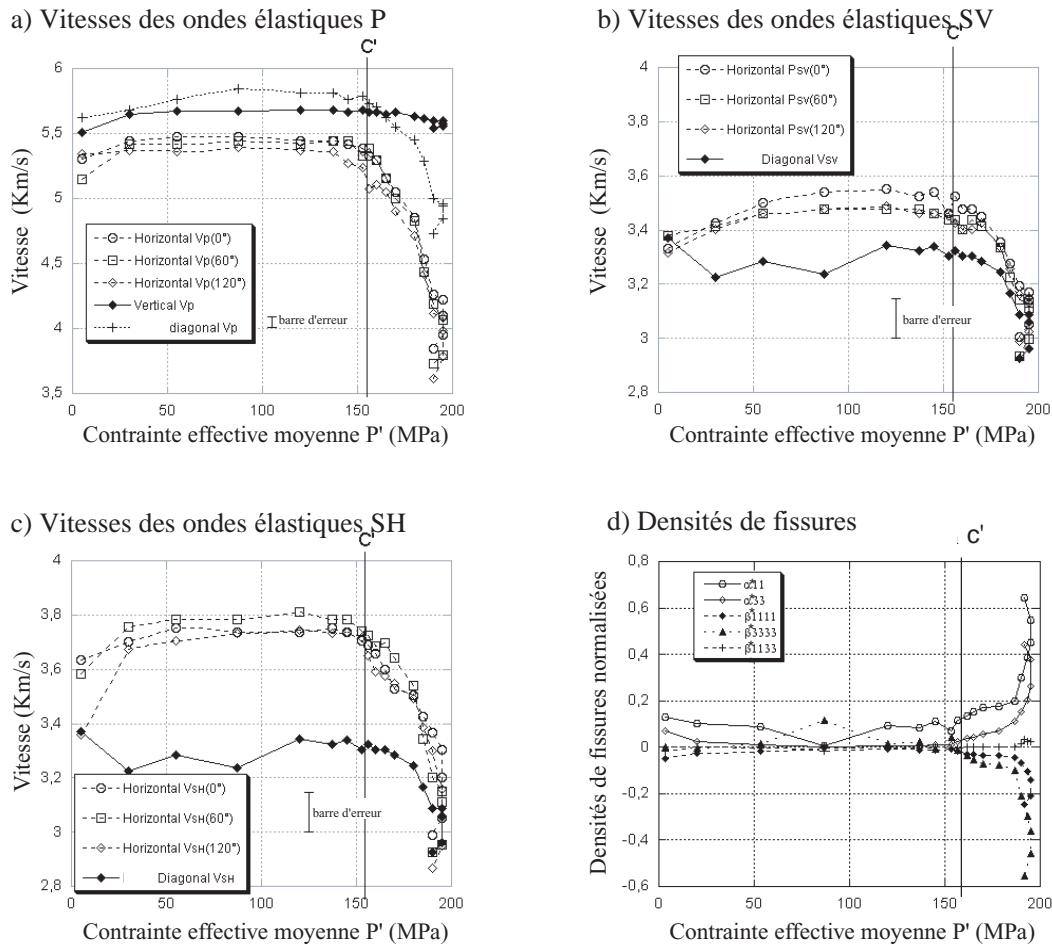 a) Vitesses des ondes élastiques P
C'
Vitesse (Km/s)
6
5,5
5
4,5
4
3,5
Horizontal Vp(0°)
Horizontal Vp(60°)
Horizontal Vp(120°)
Vertical Vp
diagonal Vp
barre d'erreur
0 50 100 150 200
Contrainte effective moyenne P' (MPa)
b) Vitesses des ondes élastiques SV
C'
Vitesse (Km/s)
4
3,8
3,6
3,4
3,2
3
2,8
Horizontal Psv(0°)
Horizontal Psv(60°)
Horizontal Psv(120°)
Diagonal Vsv
barre d'erreur
0 50 100 150 200
Contrainte effective moyenne P' (MPa)
c) Vitesses des ondes élastiques SH
C'
Vitesse (Km/s)
4
3,8
3,6
3,4
3,2
3
2,8
Horizontal VSH(0°)
Horizontal VSH(60°)
Horizontal VSH(120°)
Diagonal VSH
barre d'erreur
0 50 100 150 200
Contrainte effective moyenne P' (MPa)
d) Densités de fissures
C'
Densités de fissures normalisées
0,8
0,6
0,4
0,2
0
-0,2
-0,4
-0,6
α*11
α*33
β*1111
β*3333
β*1133
0 50 100 150 200
Contrainte effective moyenne P' (MPa)